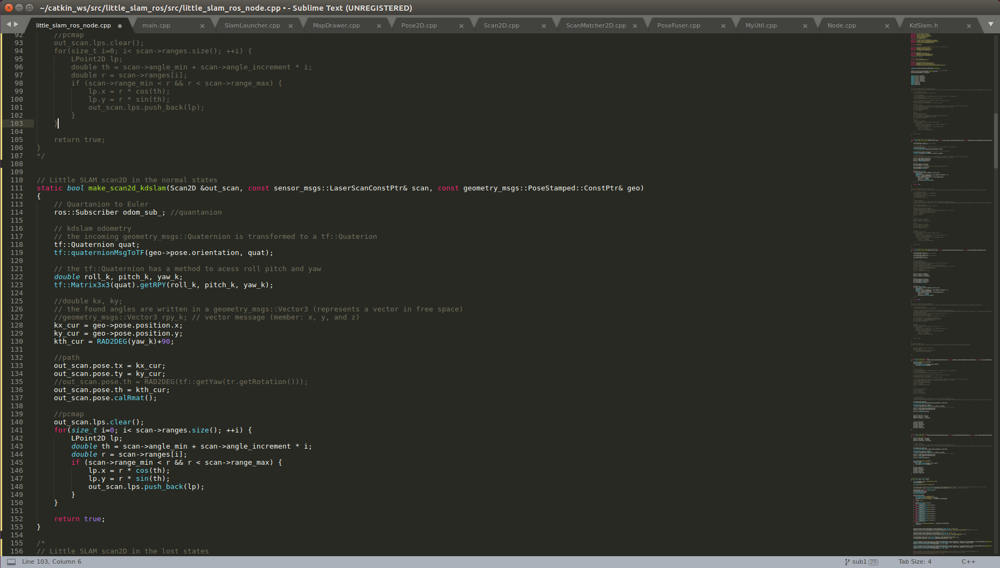 ~/catkin_ws/src/little_slam_ros/src/little_slam_ros_node.cpp • - Sublime Text (UNREGISTERED)
little_slam_ros_node.cpp main.cpp SlamLauncher.cpp MapDrawer.cpp Pose2D.cpp Scan2D.cpp ScanMatcher2D.cpp PoseFuser.cpp MyUtil.cpp Node.cpp KdSlam.h
92 //pcmap
93 out_scan.lps.clear();
94 for(size_t i=0; i< scan->ranges.size(); ++i) {
95 LPoint2D lp;
96 double th = scan->angle_min + scan->angle_increment * i;
97 double r = scan->ranges[i];
98 if (scan->range_min < r && r < scan->range_max) {
99 lp.x = r * cos(th);
100 lp.y = r * sin(th);
101 out_scan.lps.push_back(lp);
102 }
103 }
104
105 return true;
106 }
107 */
108
109
110 // Little SLAM scan2D in the normal states
111 static bool make_scan2d_kdslam(Scan2D &out_scan, const sensor_msgs::LaserScanConstPtr& scan, const geometry_msgs::PoseStamped::ConstPtr& geo)
112 {
113 // Quartanion to Euler
114 ros::Subscriber odom_sub_; //quantanion
115
116 // kdslam odometry
117 // the incoming geometry_msgs::Quaternion is transformed to a tf::Quaterion
118 tf::Quaternion quat;
119 tf::quaternionMsgToTF(geo->pose.orientation, quat);
120
121 // the tf::Quaternion has a method to acess roll pitch and yaw
122 double roll_k, pitch_k, yaw_k;
123 tf::Matrix3x3(quat).getRPY(roll_k, pitch_k, yaw_k);
124
125 //double kx, ky;
126 // the found angles are written in a geometry_msgs::Vector3 (represents a vector in free space)
127 //geometry_msgs::Vector3 rpy_k; // vector message (member: x, y, and z)
128 kx_cur = geo->pose.position.x;
129 ky_cur = geo->pose.position.y;
130 kth_cur = RAD2DEG(yaw_k)+90;
131
132 //path
133 out_scan.pose.tx = kx_cur;
134 out_scan.pose.ty = ky_cur;
135 //out_scan.pose.th = RAD2DEG(tf::getYaw(tr.getRotation()));
136 out_scan.pose.th = kth_cur;
137 out_scan.pose.calRmat();
138
139 //pcmap
140 out_scan.lps.clear();
141 for(size_t i=0; i< scan->ranges.size(); ++i) {
142 LPoint2D lp;
143 double th = scan->angle_min + scan->angle_increment * i;
144 double r = scan->ranges[i];
145 if (scan->range_min < r && r < scan->range_max) {
146 lp.x = r * cos(th);
147 lp.y = r * sin(th);
148 out_scan.lps.push_back(lp);
149 }
150 }
151
152 return true;
153 }
154
155 /*
156 // Little SLAM scan2D in the lost states
Line 103, Column 6 sub1 20 Tab Size: 4 C++